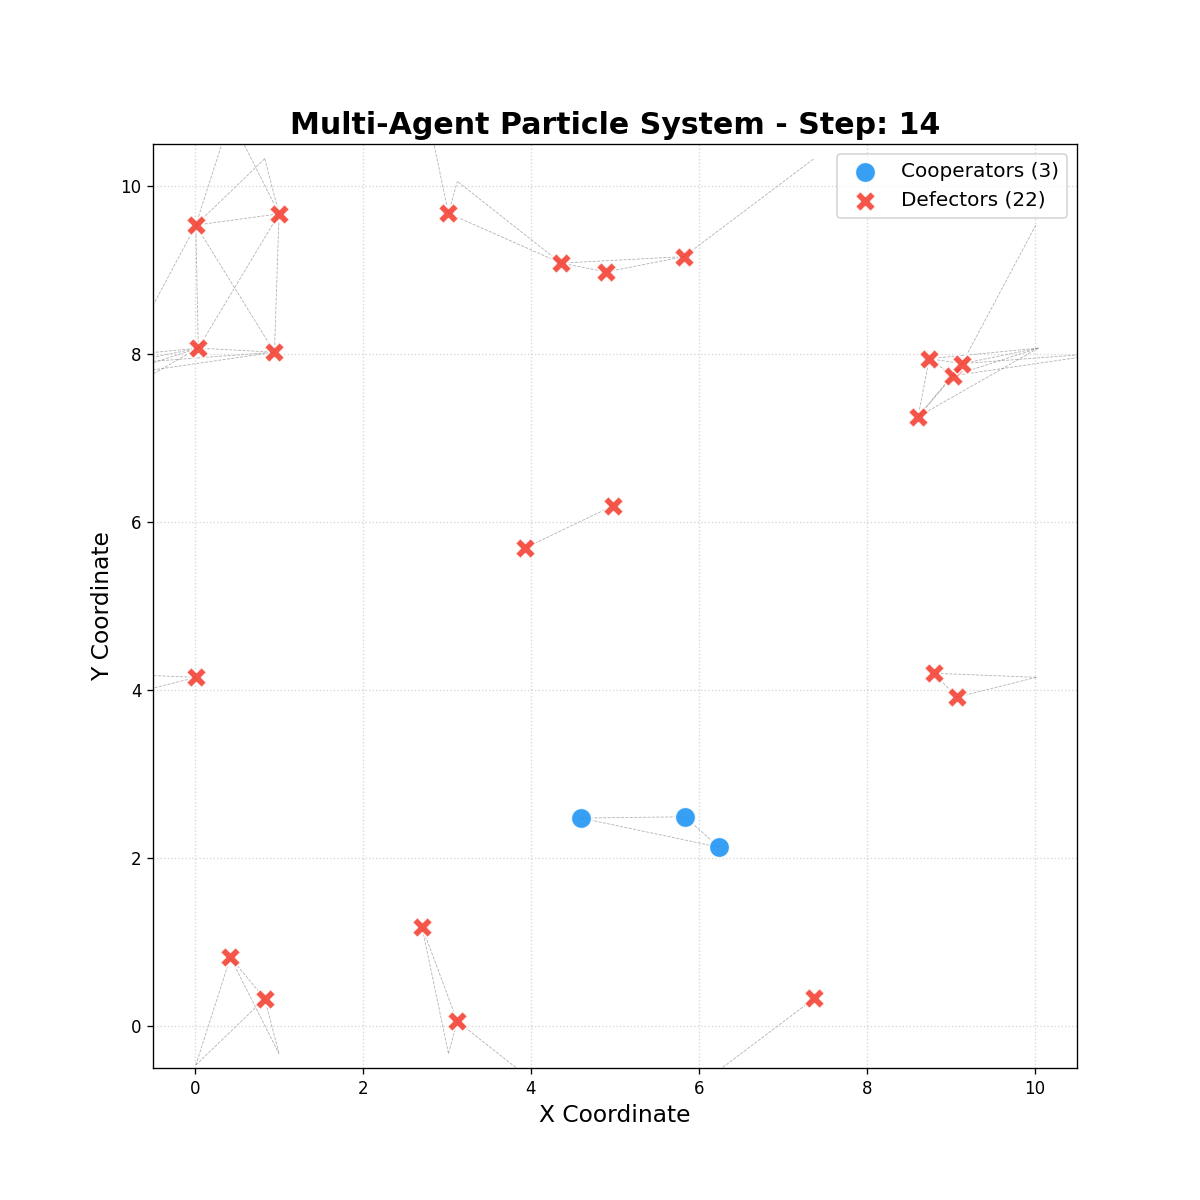 Multi-Agent Particle System - Step: 14
Cooperators (3)
Defectors (22)
10
8
6
4
2
0
Y Coordinate
0 2 4 6 8 10
X Coordinate